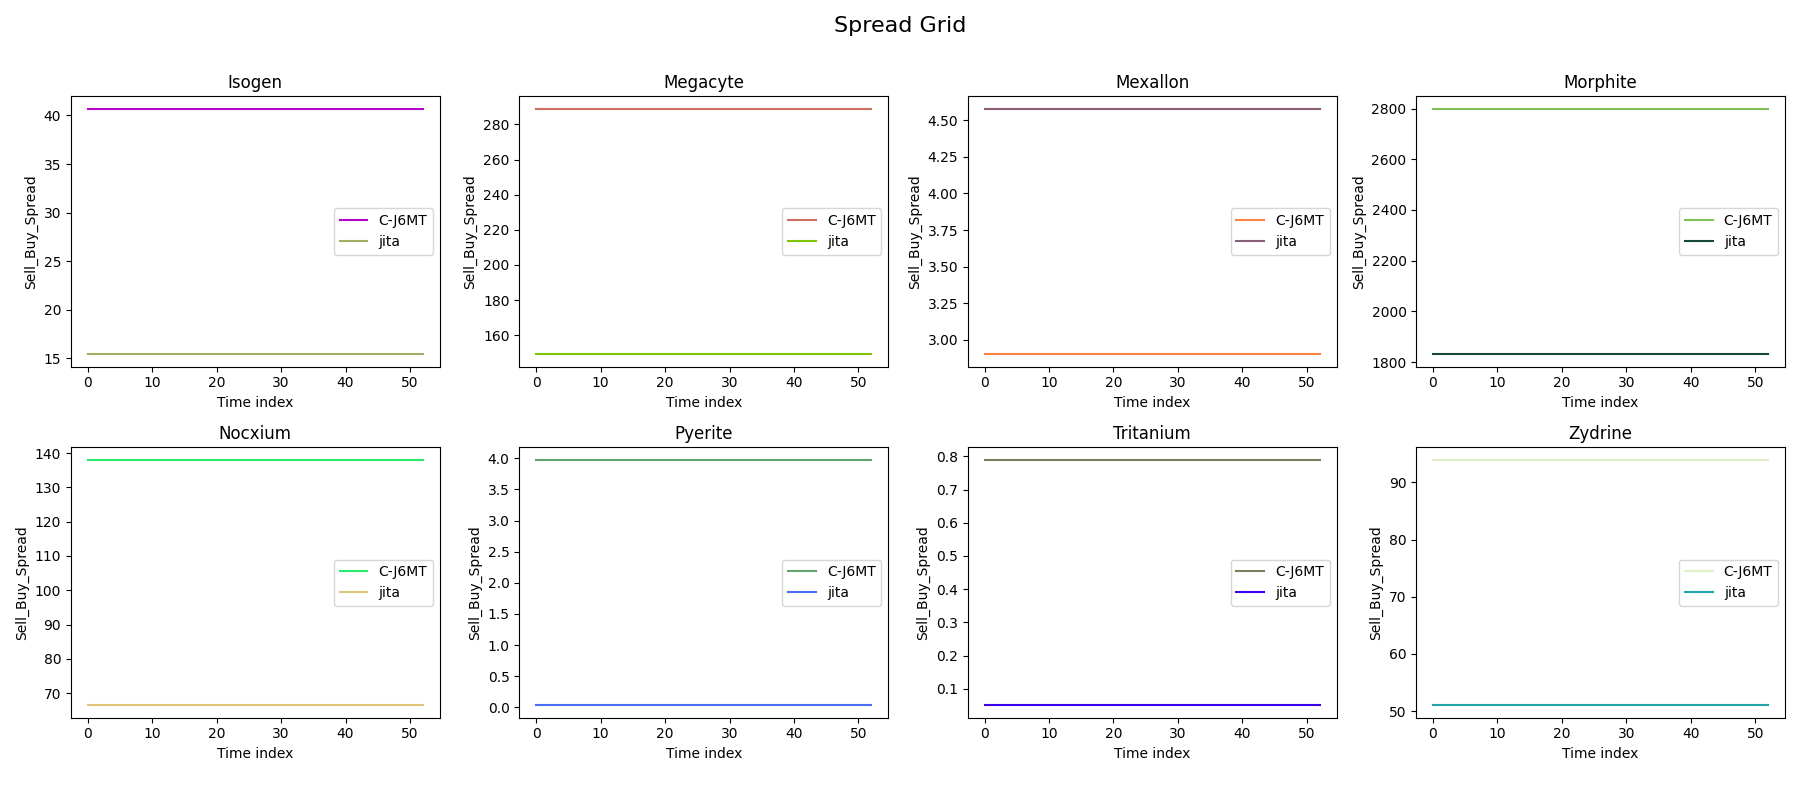 Spread Grid
Isogen
Sell_Buy_Spread
40
35
30
25
20
15
C-J6MT
jita
0 10 20 30 40 50
Time index
Megacyte
Sell_Buy_Spread
280
260
240
220
200
180
160
C-J6MT
jita
0 10 20 30 40 50
Time index
Mexallon
Sell_Buy_Spread
4.50
4.25
4.00
3.75
3.50
3.25
3.00
C-J6MT
jita
0 10 20 30 40 50
Time index
Morphite
Sell_Buy_Spread
2800
2600
2400
2200
2000
1800
C-J6MT
jita
0 10 20 30 40 50
Time index
Nocxium
Sell_Buy_Spread
140
130
120
110
100
90
80
70
C-J6MT
jita
0 10 20 30 40 50
Time index
Pyerite
Sell_Buy_Spread
4.0
3.5
3.0
2.5
2.0
1.5
1.0
0.5
0.0
C-J6MT
jita
0 10 20 30 40 50
Time index
Tritanium
Sell_Buy_Spread
0.8
0.7
0.6
0.5
0.4
0.3
0.2
0.1
C-J6MT
jita
0 10 20 30 40 50
Time index
Zydrine
Sell_Buy_Spread
90
80
70
60
50
C-J6MT
jita
0 10 20 30 40 50
Time index